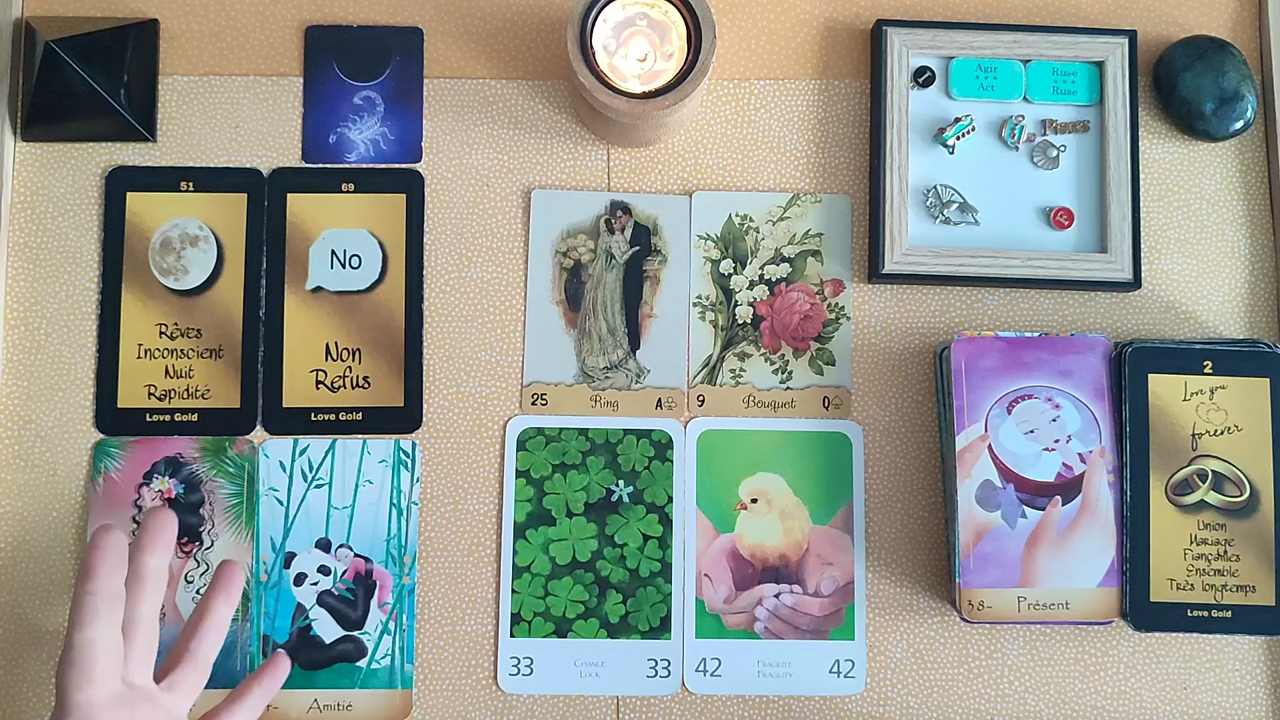 Agir
Act
Ruse
Ruse
Pisces
51
Rêves
Inconscient
Nuit
Rapidité
Love Gold
69
No
Non
Refus
Love Gold
25 Ring A
9 Bouquet Q
33 CHANCE 33
LUCK
42 FRAGILITÉ 42
FRAGILITY
38- Présent
2
Love you
forever
Union
Mariage
Fiançailles
Ensemble
Très longtemps
Love Gold
Amitié